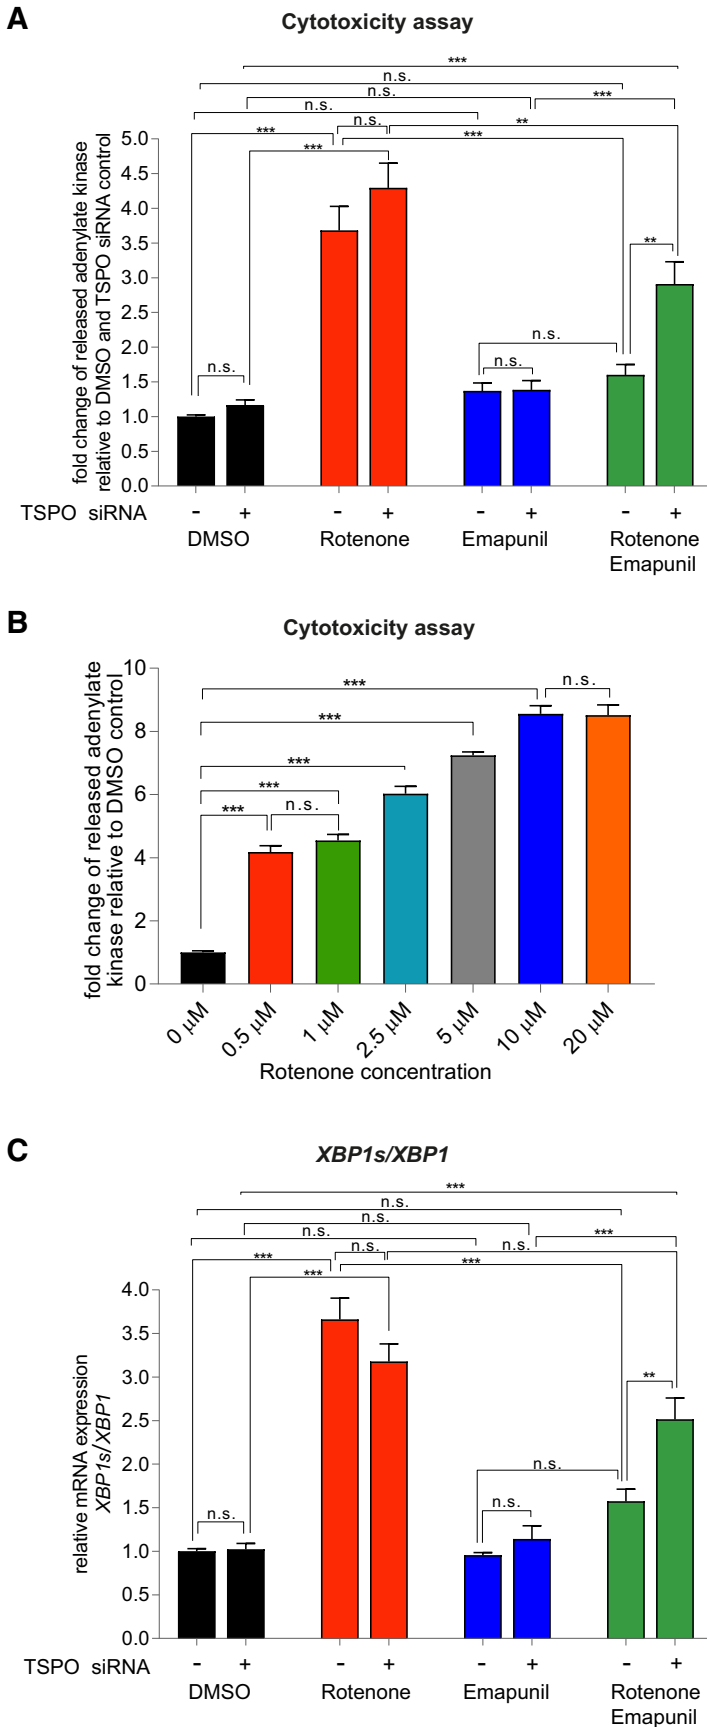 A
Cytotoxicity assay
***
n.s.
n.s.
***
n.s.
n.s.
**
***
***
***
fold change of released adenylate kinase
relative to DMSO and TSPO siRNA control
5.0
4.5
4.0
3.5
3.0
2.5
2.0
1.5
1.0
0.5
0.0
**
n.s.
n.s.
n.s.
TSPO siRNA - + - + - + - +
DMSO Rotenone Emapunil Rotenone
Emapunil
B
Cytotoxicity assay
fold change of released adenylate
kinase relative to DMSO control
10
8
6
4
2
0
***
n.s.
***
***
***
***
n.s.
0 μM
0.5 μM
1 μM
2.5 μM
5 μM
10 μM
20 μM
Rotenone concentration
C
XBP1s/XBP1
***
n.s.
n.s.
n.s.
***
n.s.
n.s.
***
***
***
relative mRNA expression
XBP1s/XBP1
4.0
3.5
3.0
2.5
2.0
1.5
1.0
0.5
0.0
**
n.s.
n.s.
n.s.
TSPO siRNA - + - + - + - +
DMSO Rotenone Emapunil Rotenone
Emapunil